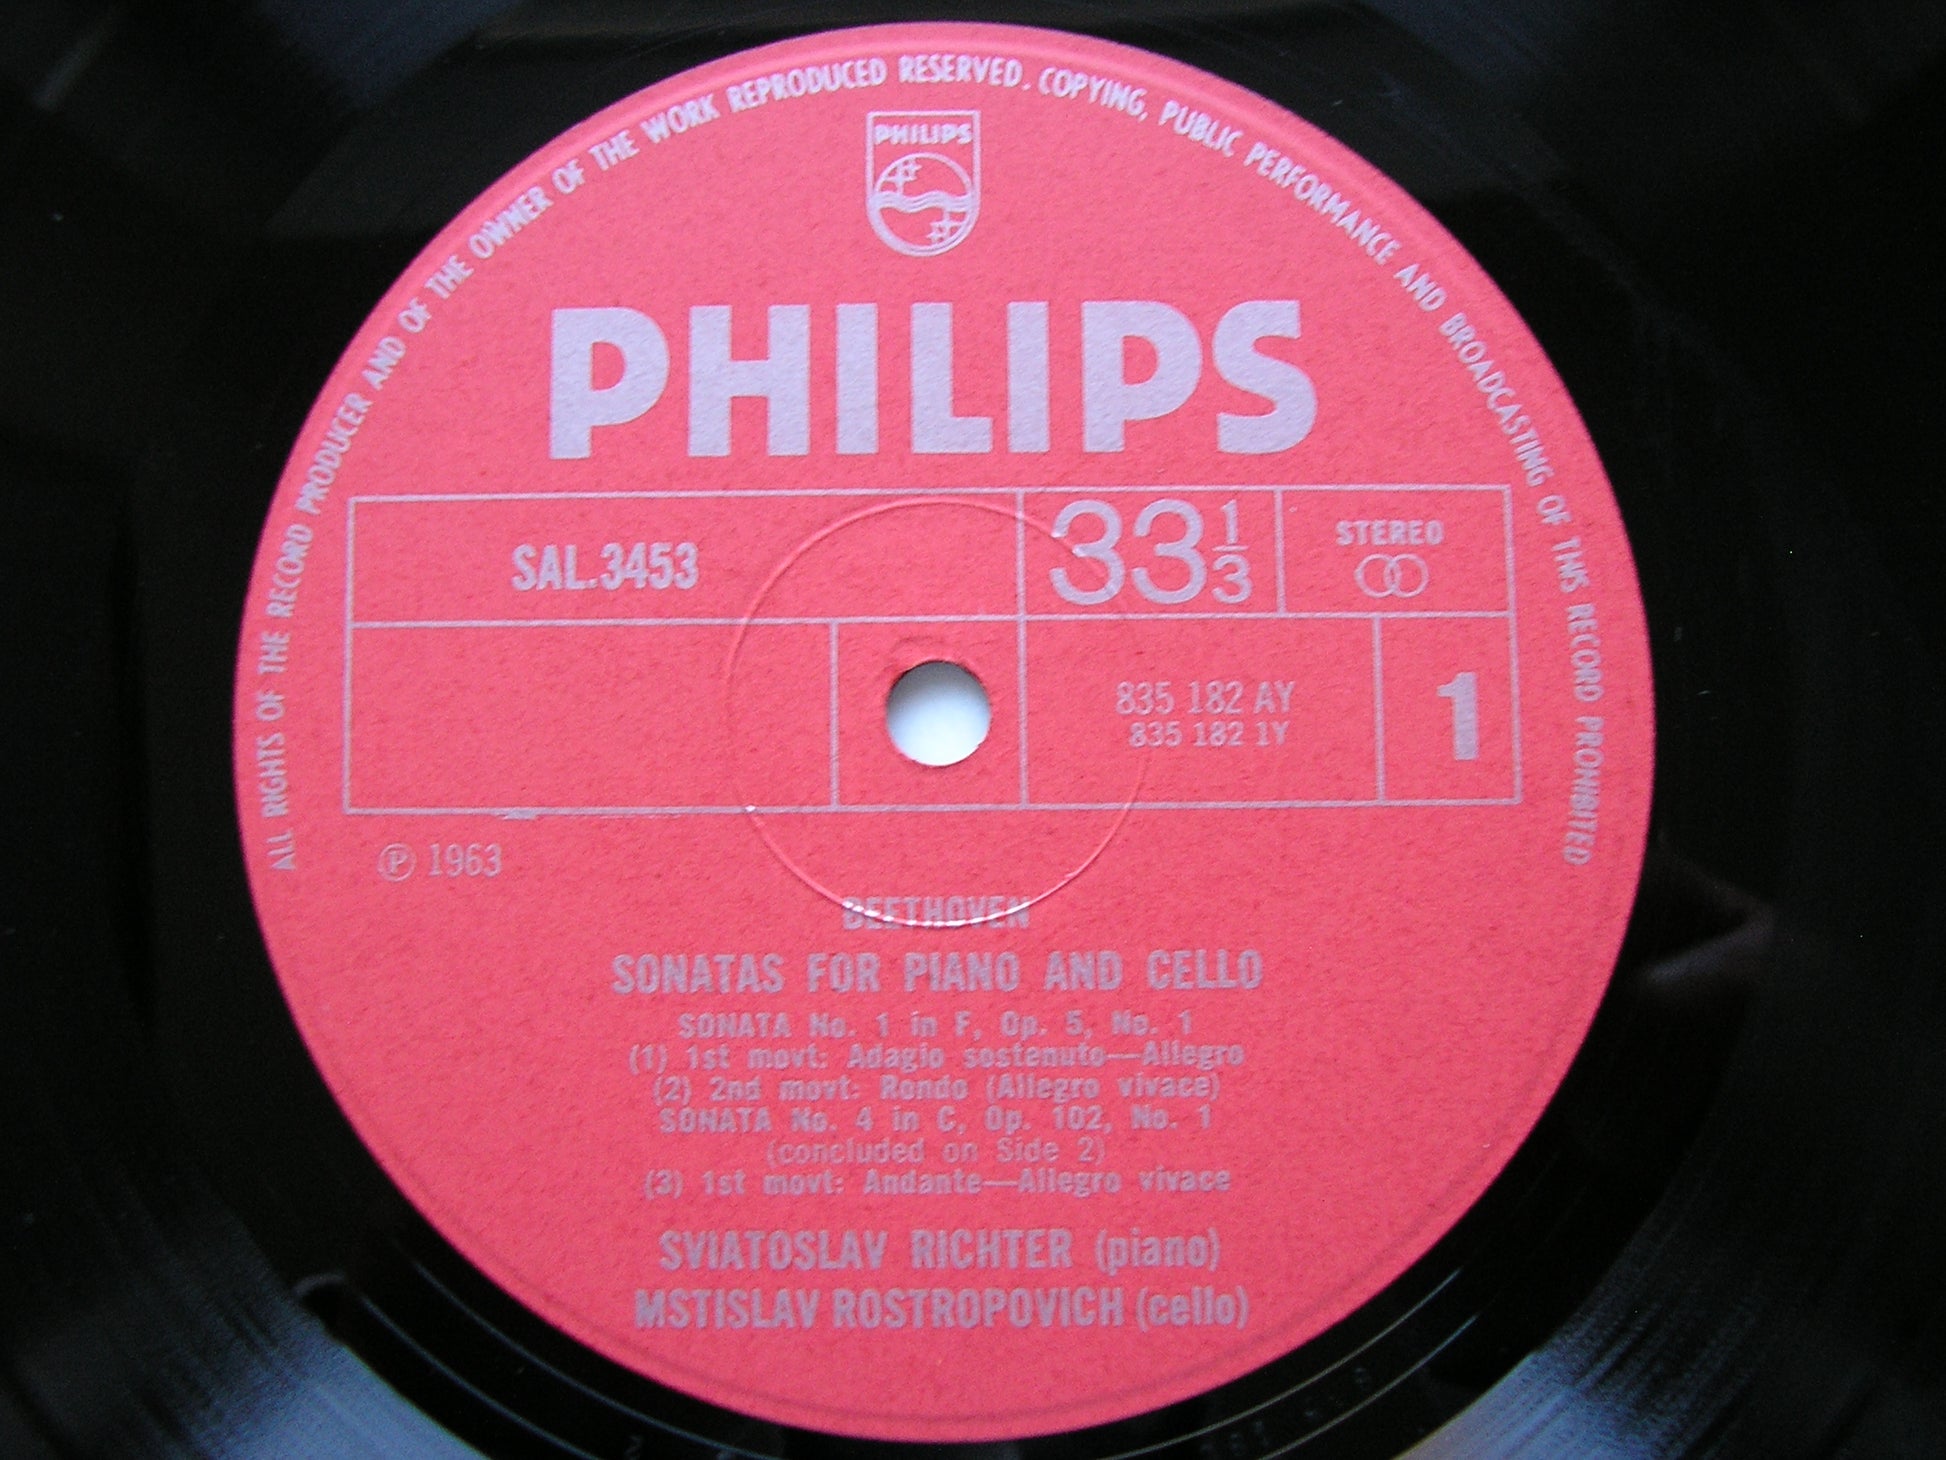 ALL RIGHTS OF THE RECORD PRODUCER AND OF THE OWNER OF THE WORK REPRODUCED RESERVED. COPYING, PUBLIC PERFORMANCE AND BROADCASTING OF THIS RECORD PROHIBITED
PHILIPS
PHILIPS
SAL.3453
33 1/3
STEREO
835 182 AY
835 182 1Y
1
℗ 1963
BEETHOVEN
SONATAS FOR PIANO AND CELLO
SONATA No. 1 in F, Op. 5, No. 1
(1) 1st movt: Adagio sostenuto—Allegro
(2) 2nd movt: Rondo (Allegro vivace)
SONATA No. 4 in C, Op. 102, No. 1
(concluded on Side 2)
(3) 1st movt: Andante—Allegro vivace
SVIATOSLAV RICHTER (piano)
MSTISLAV ROSTROPOVICH (cello)